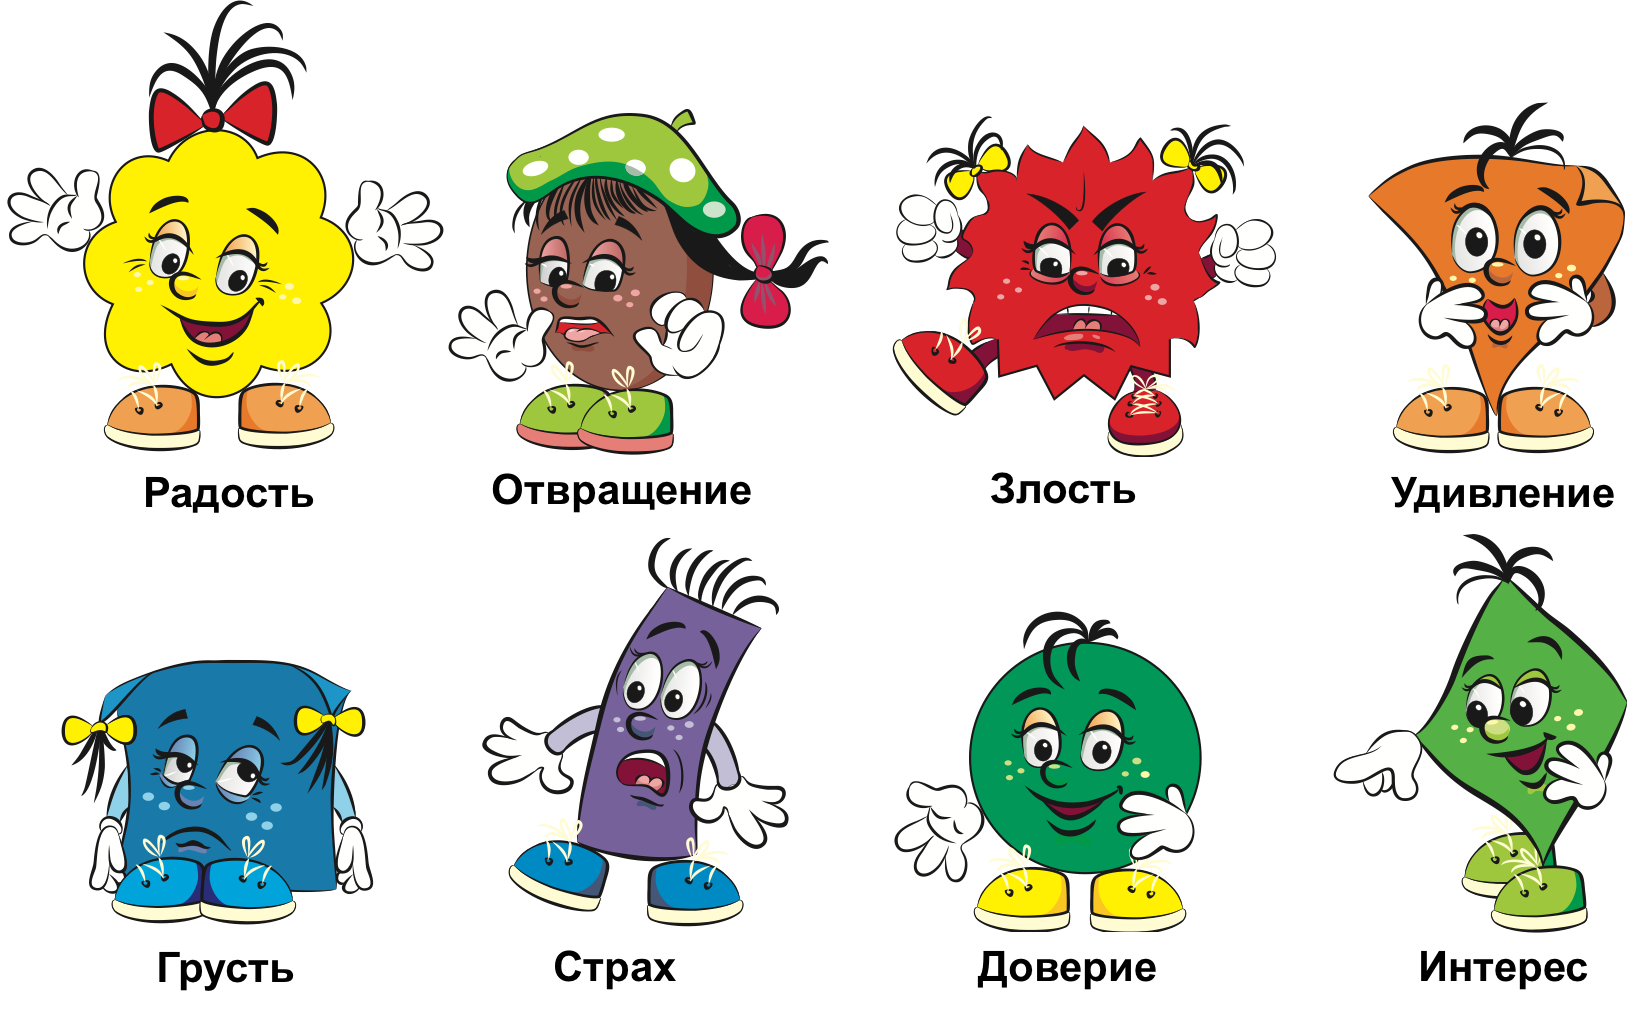 Радость
Отвращение
Злость
Удивление
Грусть
Страх
Доверие
Интерес